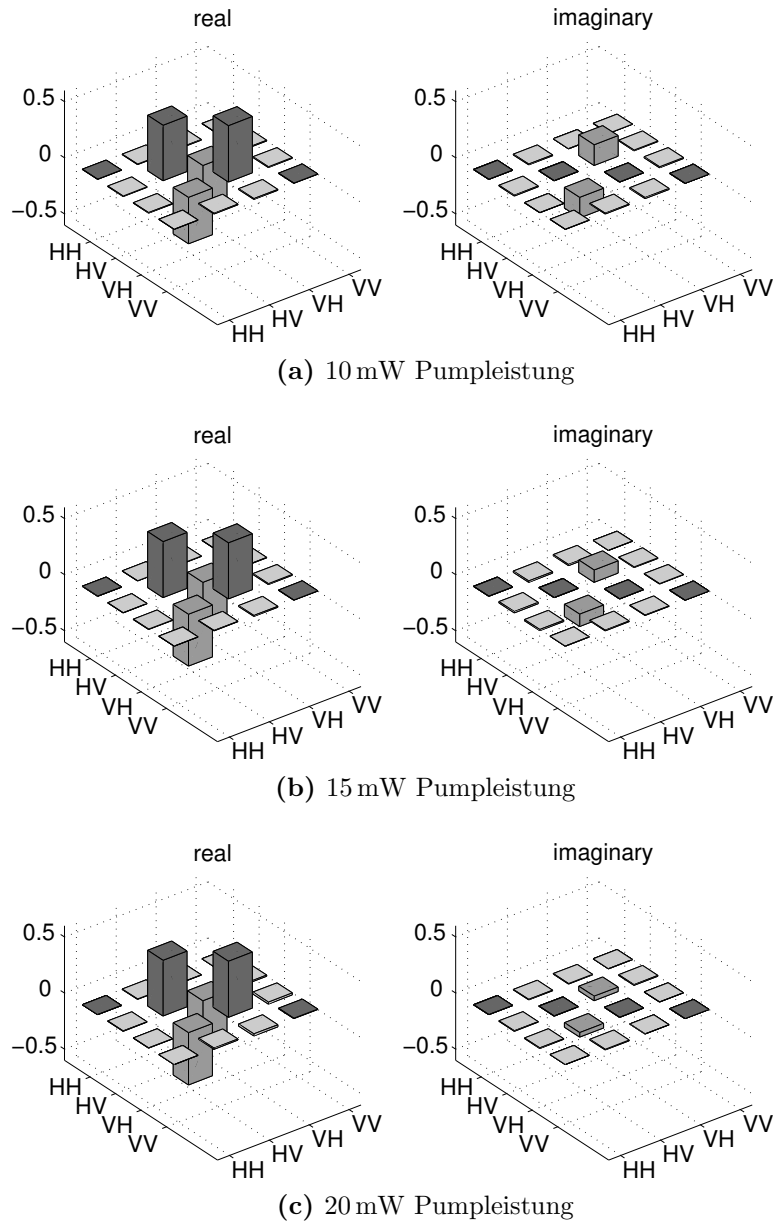 real imaginary
0.5
0
−0.5
HH
HV
VH
VV
HH
HV
VH
VV
0.5
0
−0.5
HH
HV
VH
VV
HH
HV
VH
VV
(a) 10 mW Pumpleistung
real imaginary
0.5
0
−0.5
HH
HV
VH
VV
HH
HV
VH
VV
0.5
0
−0.5
HH
HV
VH
VV
HH
HV
VH
VV
(b) 15 mW Pumpleistung
real imaginary
0.5
0
−0.5
HH
HV
VH
VV
HH
HV
VH
VV
0.5
0
−0.5
HH
HV
VH
VV
HH
HV
VH
VV
(c) 20 mW Pumpleistung